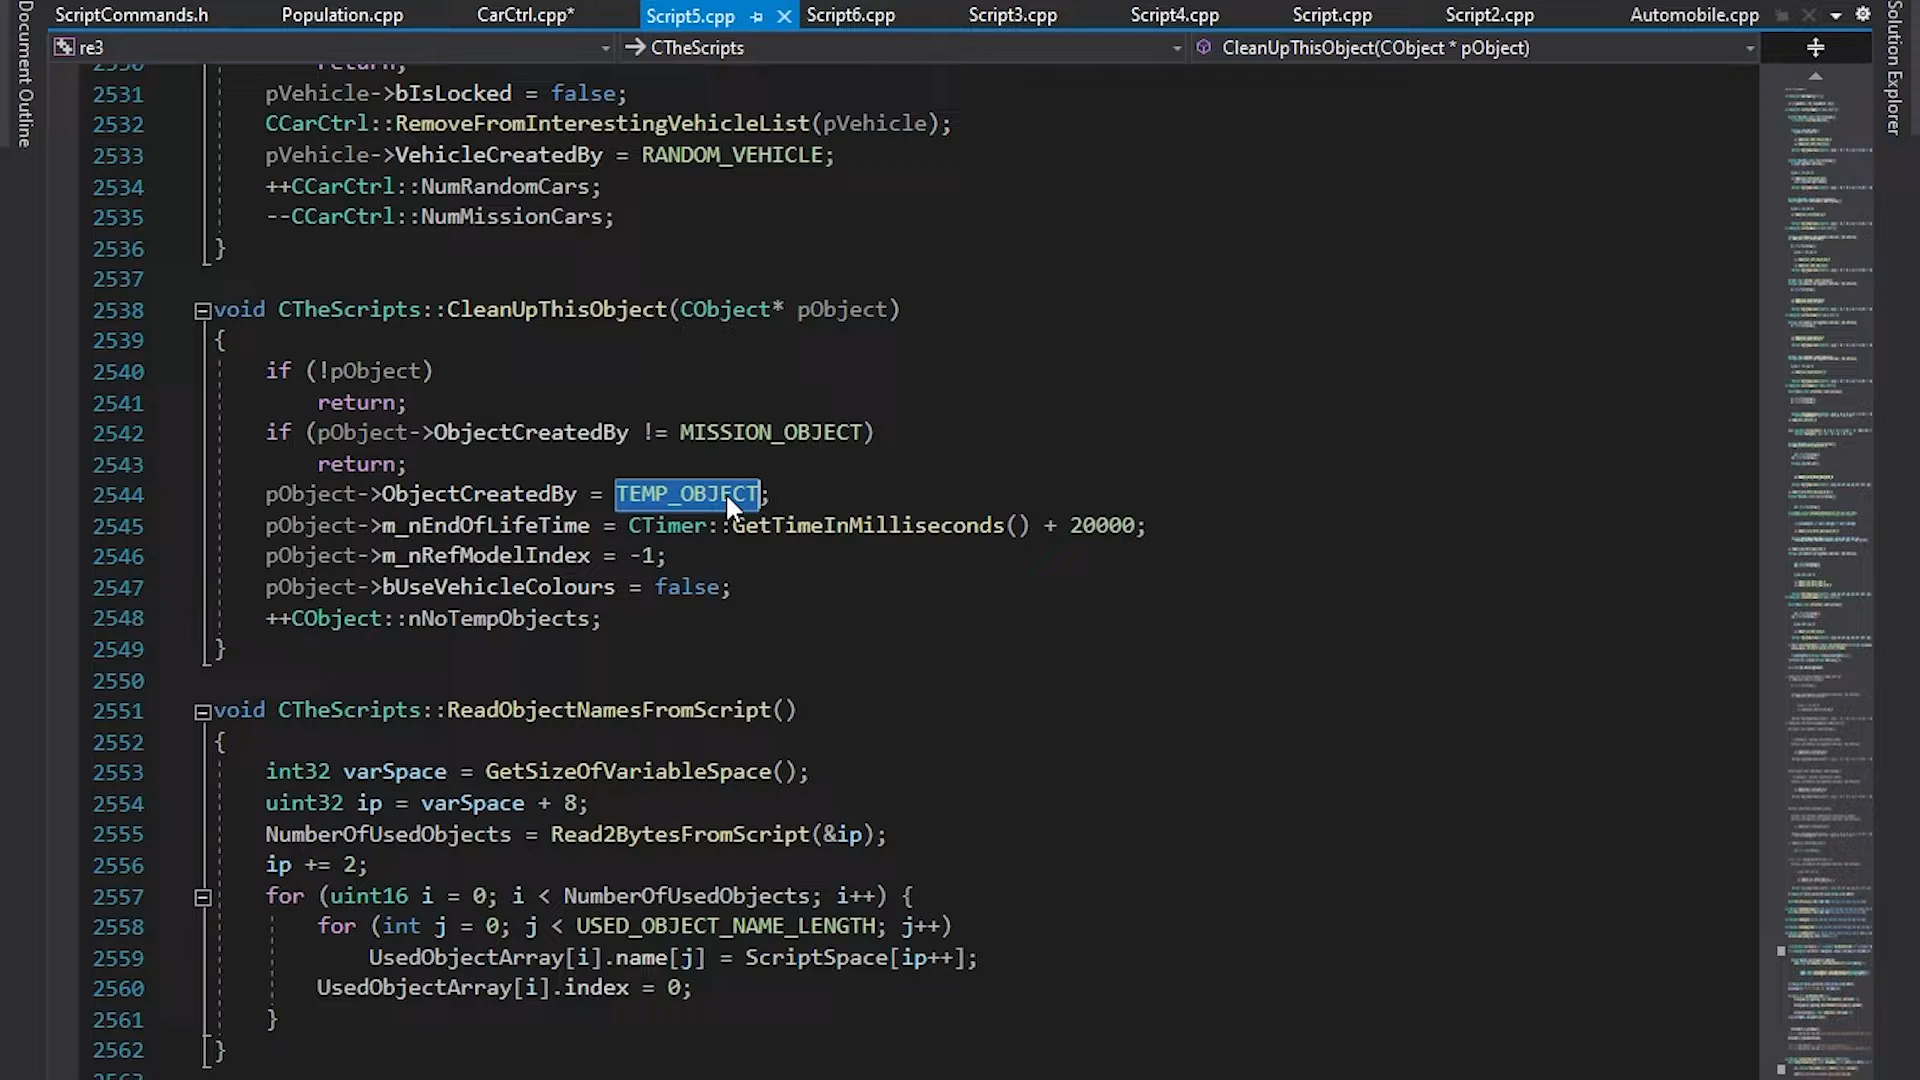 ScriptCommands.h Population.cpp CarCtrl.cpp* Script5.cpp Script6.cpp Script3.cpp Script4.cpp Script.cpp Script2.cpp Automobile.cpp
re3 CTheScripts CleanUpThisObject(CObject * pObject)
Document Outline
Solution Explorer
2530 return;
2531 pVehicle->bIsLocked = false;
2532 CCarCtrl::RemoveFromInterestingVehicleList(pVehicle);
2533 pVehicle->VehicleCreatedBy = RANDOM_VEHICLE;
2534 ++CCarCtrl::NumRandomCars;
2535 --CCarCtrl::NumMissionCars;
2536 }
2537
2538 void CTheScripts::CleanUpThisObject(CObject* pObject)
2539 {
2540 if (!pObject)
2541 return;
2542 if (pObject->ObjectCreatedBy != MISSION_OBJECT)
2543 return;
2544 pObject->ObjectCreatedBy = TEMP_OBJECT;
2545 pObject->m_nEndOfLifeTime = CTimer::GetTimeInMilliseconds() + 20000;
2546 pObject->m_nRefModelIndex = -1;
2547 pObject->bUseVehicleColours = false;
2548 ++CObject::nNoTempObjects;
2549 }
2550
2551 void CTheScripts::ReadObjectNamesFromScript()
2552 {
2553 int32 varSpace = GetSizeOfVariableSpace();
2554 uint32 ip = varSpace + 8;
2555 NumberOfUsedObjects = Read2BytesFromScript(&ip);
2556 ip += 2;
2557 for (uint16 i = 0; i < NumberOfUsedObjects; i++) {
2558 for (int j = 0; j < USED_OBJECT_NAME_LENGTH; j++)
2559 UsedObjectArray[i].name[j] = ScriptSpace[ip++];
2560 UsedObjectArray[i].index = 0;
2561 }
2562 }